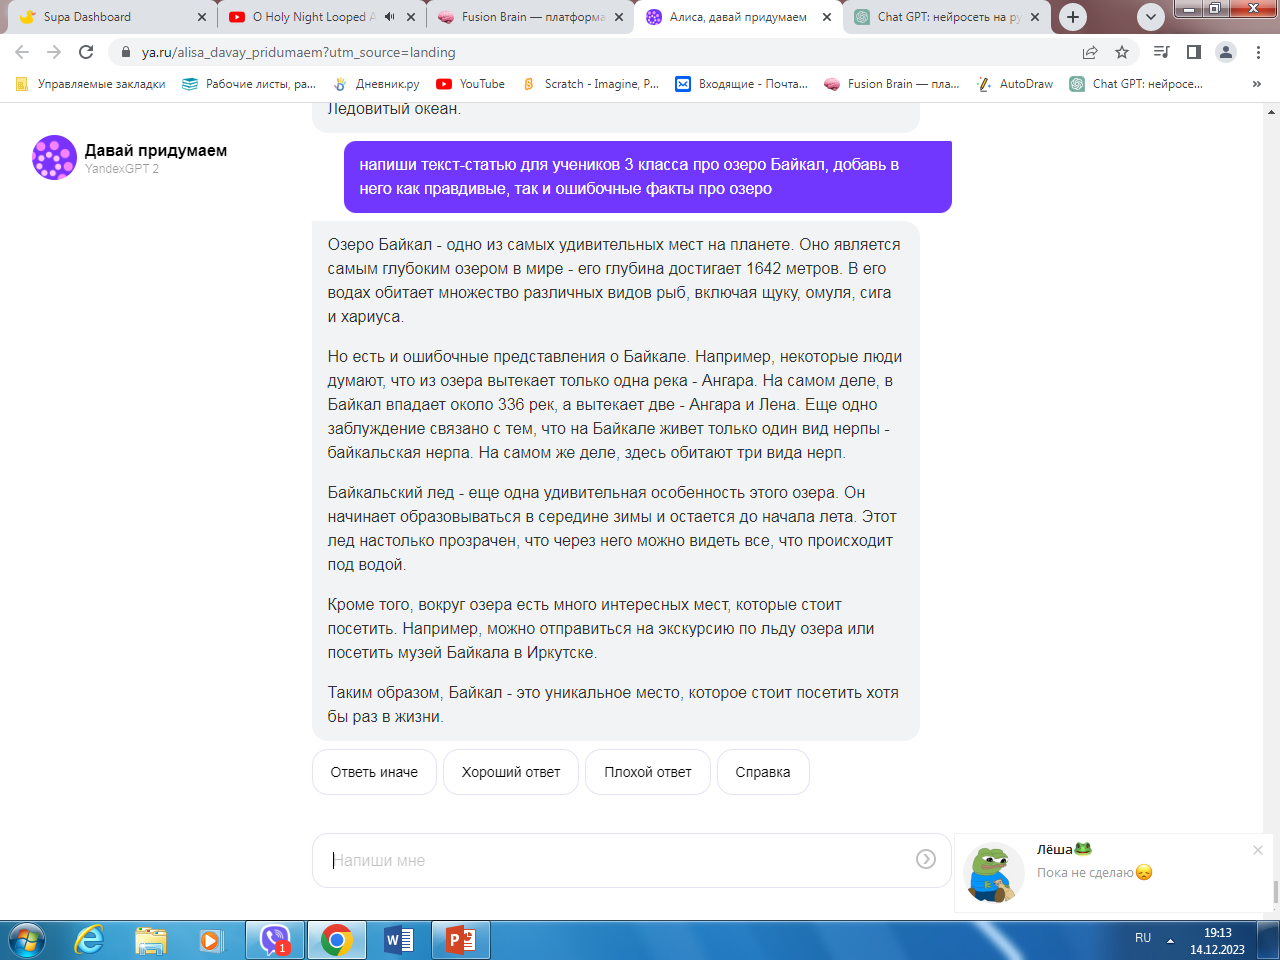 Supa Dashboard
O Holy Night Looped A
Fusion Brain — платформа
Алиса, давай придумаем
Chat GPT: нейросеть на ру
ya.ru/alisa_davay_pridumaem?utm_source=landing
Управляемые закладки
Рабочие листы, ра...
Дневник.ру
YouTube
Scratch - Imagine, P...
Входящие - Почта...
Fusion Brain — пла...
AutoDraw
Chat GPT: нейросе...
»
Ледовитый океан.
Давай придумаем
YandexGPT 2
напиши текст-статью для учеников 3 класса про озеро Байкал, добавь в
него как правдивые, так и ошибочные факты про озеро
Озеро Байкал - одно из самых удивительных мест на планете. Оно является
самым глубоким озером в мире - его глубина достигает 1642 метров. В его
водах обитает множество различных видов рыб, включая щуку, омуля, сига
и хариуса.
Но есть и ошибочные представления о Байкале. Например, некоторые люди
думают, что из озера вытекает только одна река - Ангара. На самом деле, в
Байкал впадает около 336 рек, а вытекает две - Ангара и Лена. Еще одно
заблуждение связано с тем, что на Байкале живет только один вид нерпы -
байкальская нерпа. На самом же деле, здесь обитают три вида нерп.
Байкальский лед - еще одна удивительная особенность этого озера. Он
начинает образовываться в середине зимы и остается до начала лета. Этот
лед настолько прозрачен, что через него можно видеть все, что происходит
под водой.
Кроме того, вокруг озера есть много интересных мест, которые стоит
посетить. Например, можно отправиться на экскурсию по льду озера или
посетить музей Байкала в Иркутске.
Таким образом, Байкал - это уникальное место, которое стоит посетить хотя
бы раз в жизни.
Ответь иначе
Хороший ответ
Плохой ответ
Справка
Напиши мне
Лёша🐸
Пока не сделаю😞
1
RU
19:13
14.12.2023